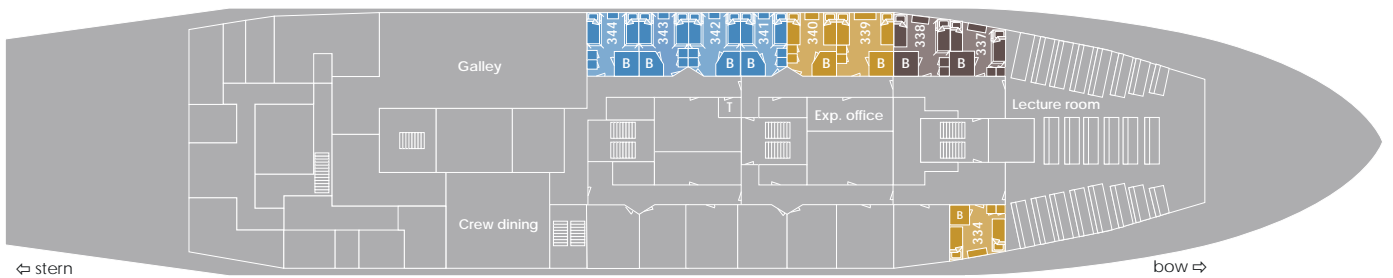 344
343
342
341
340
339
338
337
B
B
B
B
B
B
B
B
Galley
T
Exp. office
Lecture room
Crew dining
B
334
⇦ stern
bow ⇨